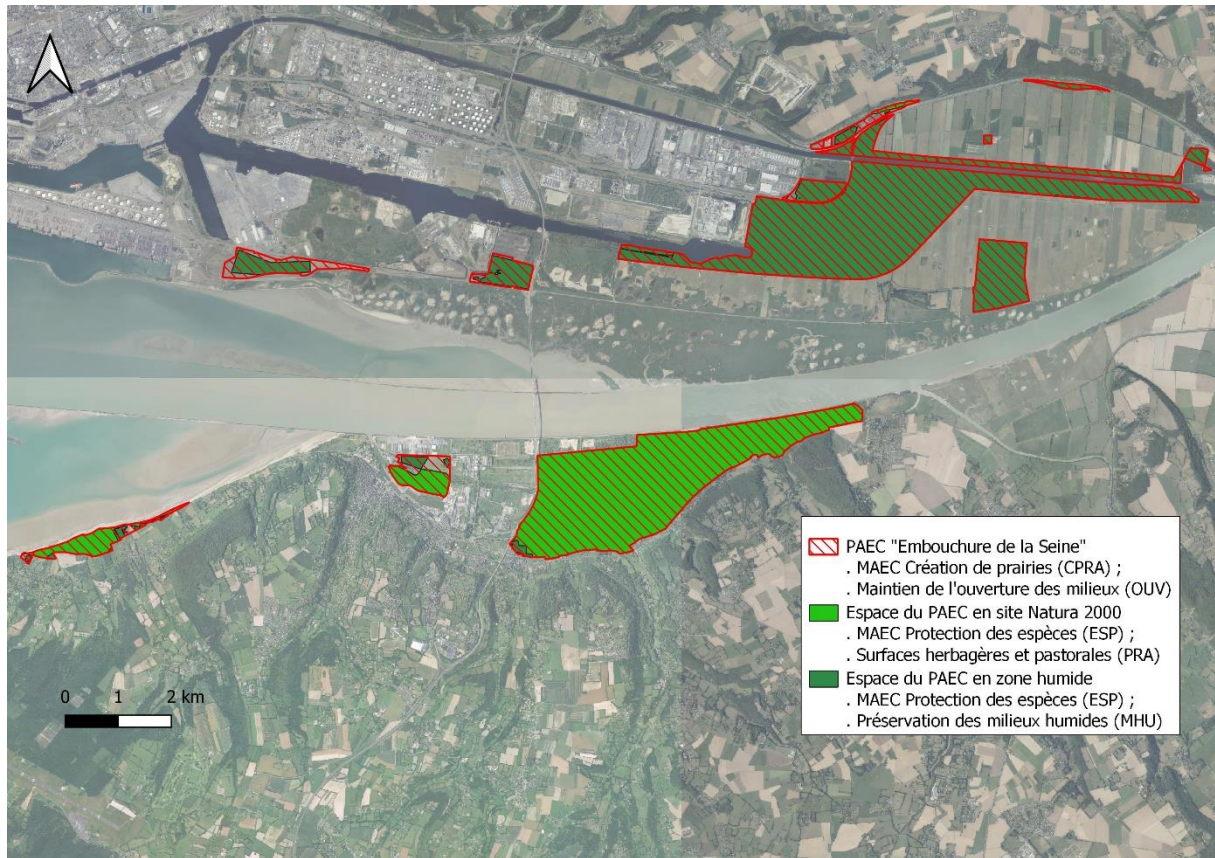 PAEC "Embouchure de la Seine"
. MAEC Création de prairies (CPRA) ;
. Maintien de l'ouverture des milieux (OUV)
Espace du PAEC en site Natura 2000
. MAEC Protection des espèces (ESP) ;
. Surfaces herbagères et pastorales (PRA)
Espace du PAEC en zone humide
. MAEC Protection des espèces (ESP) ;
. Préservation des milieux humides (MHU)
0 1 2 km